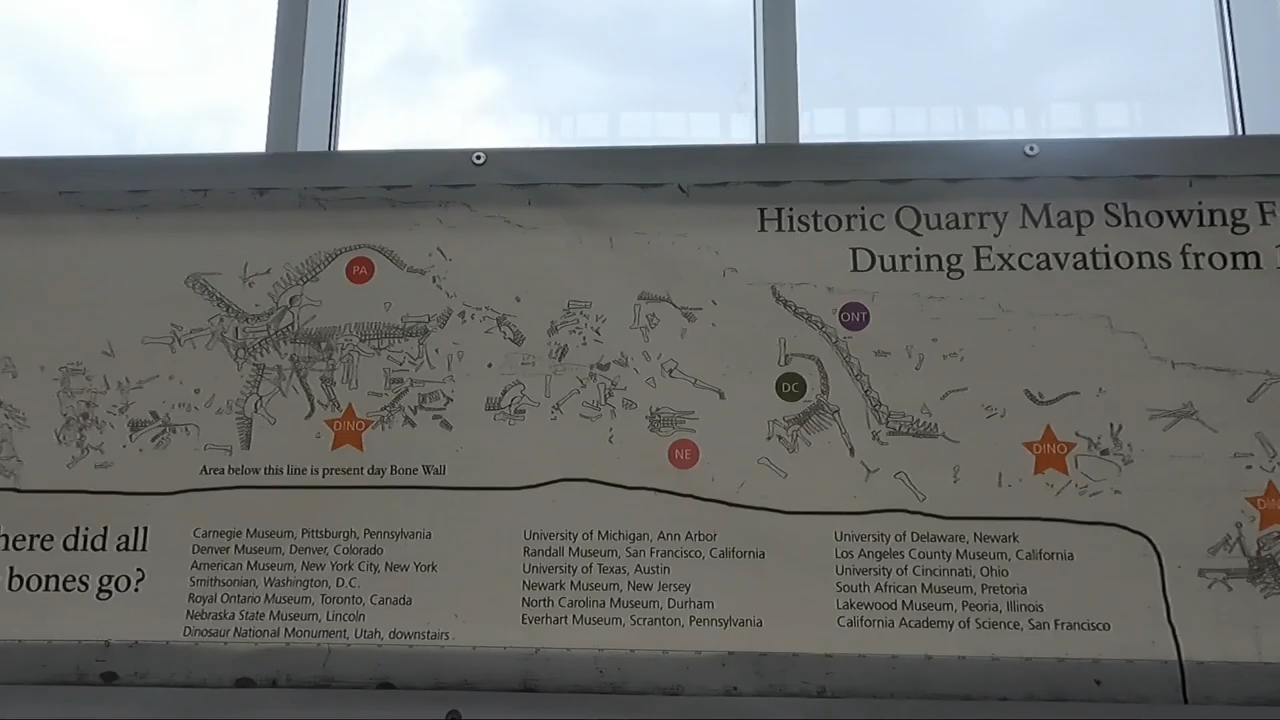 Historic Quarry Map Showing F
During Excavations from
PA
ONT
DC
DINO
NE
DINO
DIN
Area below this line is present day Bone Wall
here did all
bones go?
Carnegie Museum, Pittsburgh, Pennsylvania
Denver Museum, Denver, Colorado
American Museum, New York City, New York
Smithsonian, Washington, D.C.
Royal Ontario Museum, Toronto, Canada
Nebraska State Museum, Lincoln
Dinosaur National Monument, Utah, downstairs
University of Michigan, Ann Arbor
Randall Museum, San Francisco, California
University of Texas, Austin
Newark Museum, New Jersey
North Carolina Museum, Durham
Everhart Museum, Scranton, Pennsylvania
University of Delaware, Newark
Los Angeles County Museum, California
University of Cincinnati, Ohio
South African Museum, Pretoria
Lakewood Museum, Peoria, Illinois
California Academy of Science, San Francisco